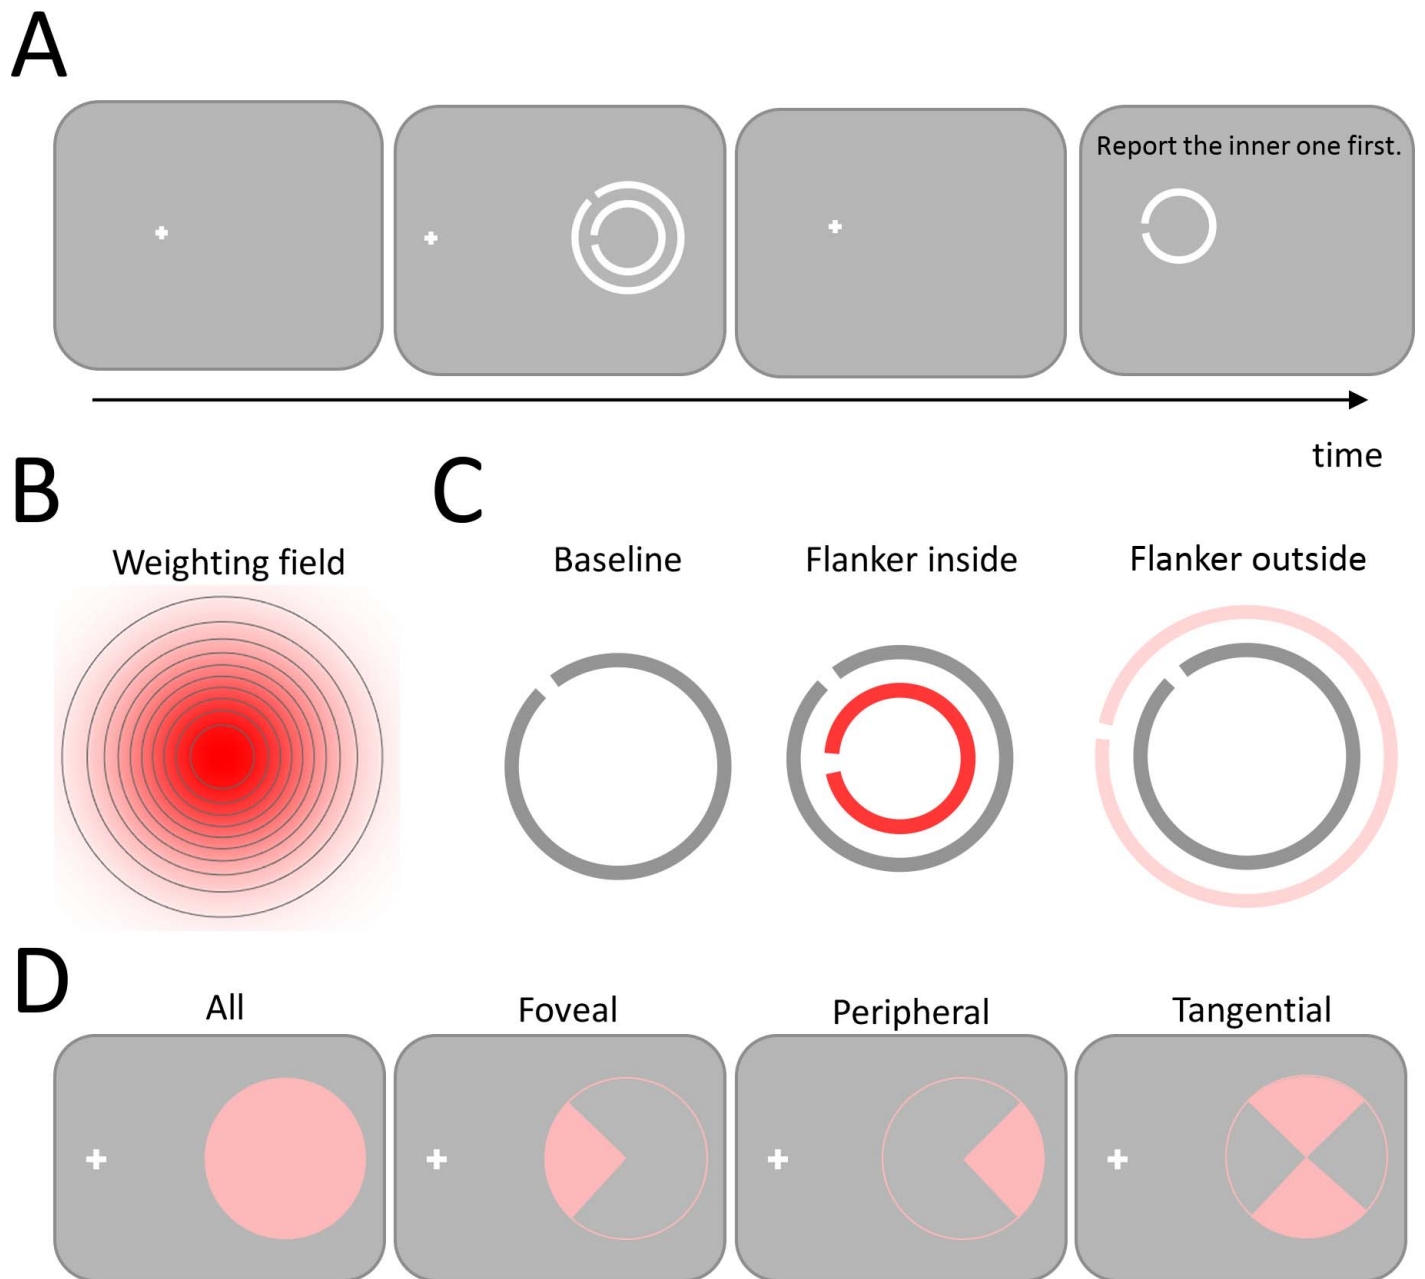 A
Report the inner one first.
time
B
C
Weighting field
Baseline
Flanker inside
Flanker outside
D
All
Foveal
Peripheral
Tangential